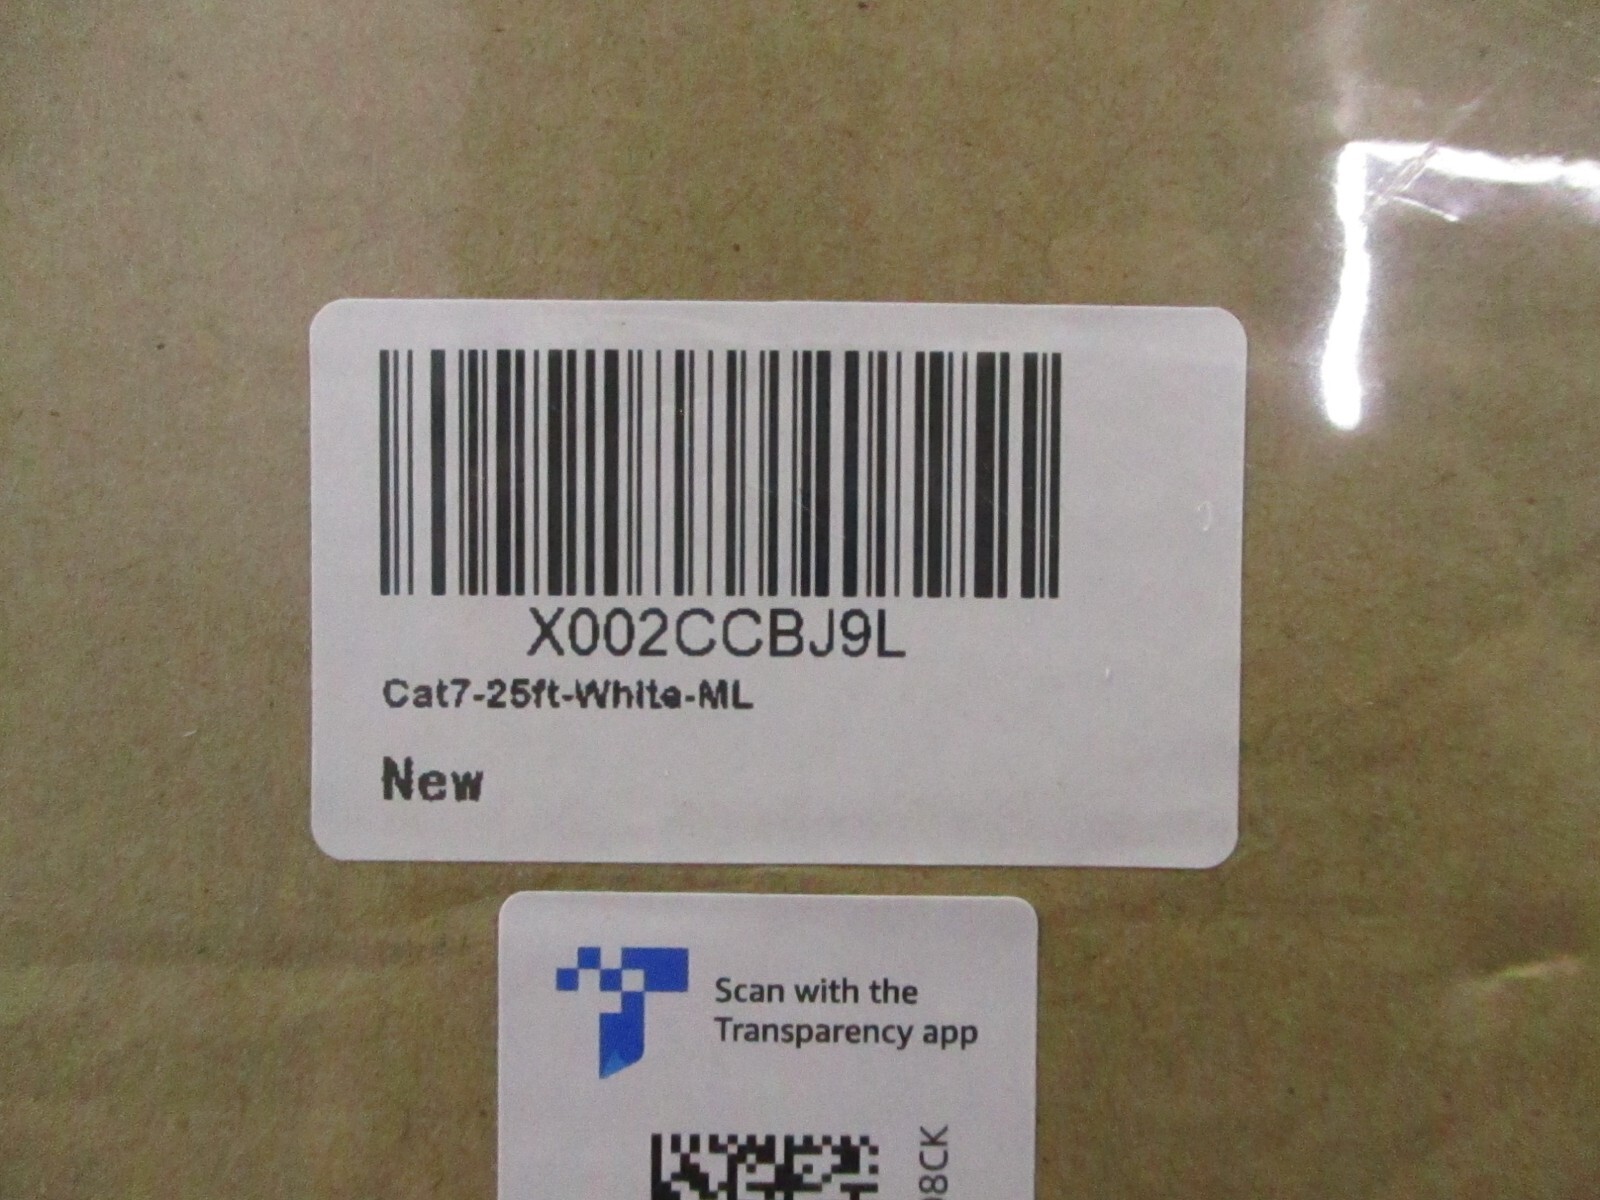 X002CCBJ9L
Cat7-25ft-White-ML
New
Scan with the
Transparency app